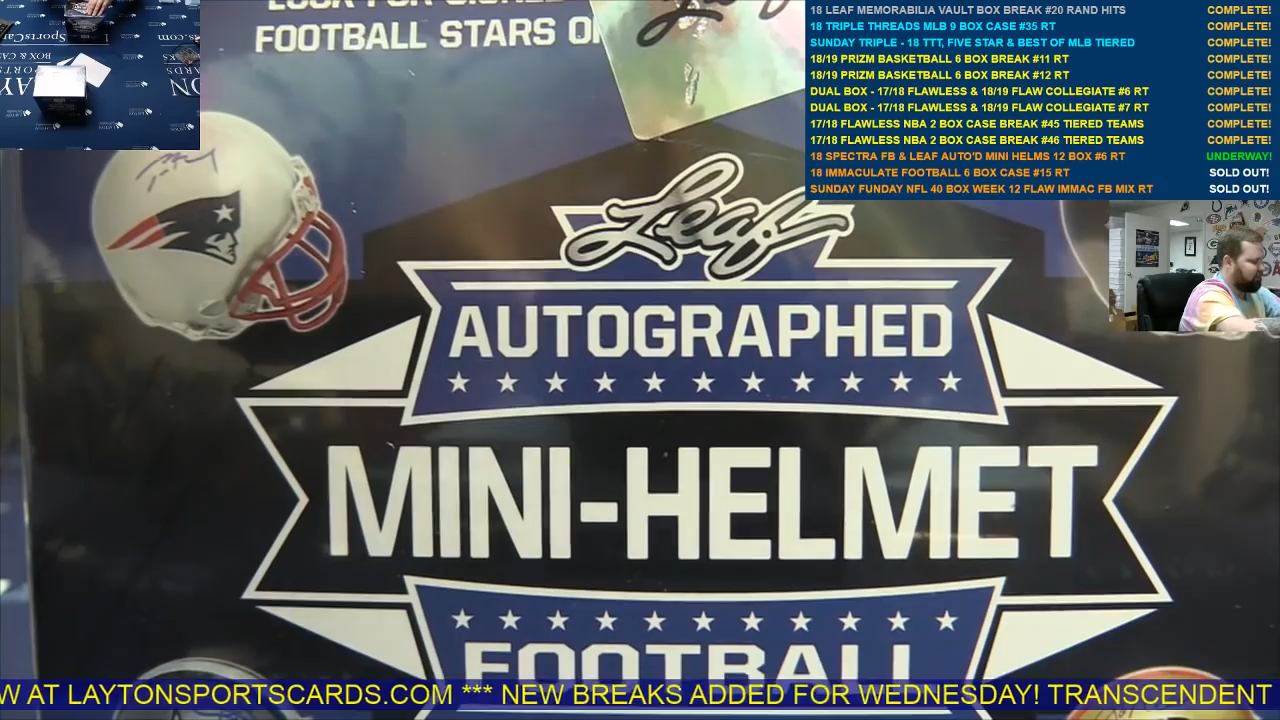 LOOK FOR SIGNED
FOOTBALL STARS OF
Leaf
AUTOGRAPHED
MINI-HELMET
FOOTBALL
18 LEAF MEMORABILIA VAULT BOX BREAK #20 RAND HITS COMPLETE!
18 TRIPLE THREADS MLB 9 BOX CASE #35 RT COMPLETE!
SUNDAY TRIPLE - 18 TTT, FIVE STAR & BEST OF MLB TIERED COMPLETE!
18/19 PRIZM BASKETBALL 6 BOX BREAK #11 RT COMPLETE!
18/19 PRIZM BASKETBALL 6 BOX BREAK #12 RT COMPLETE!
DUAL BOX - 17/18 FLAWLESS & 18/19 FLAW COLLEGIATE #6 RT COMPLETE!
DUAL BOX - 17/18 FLAWLESS & 18/19 FLAW COLLEGIATE #7 RT COMPLETE!
17/18 FLAWLESS NBA 2 BOX CASE BREAK #45 TIERED TEAMS COMPLETE!
17/18 FLAWLESS NBA 2 BOX CASE BREAK #46 TIERED TEAMS COMPLETE!
18 SPECTRA FB & LEAF AUTO'D MINI HELMS 12 BOX #6 RT UNDERWAY!
18 IMMACULATE FOOTBALL 6 BOX CASE #15 RT SOLD OUT!
SUNDAY FUNDAY NFL 40 BOX WEEK 12 FLAW IMMAC FB MIX RT SOLD OUT!
W AT LAYTONSPORTSCARDS.COM *** NEW BREAKS ADDED FOR WEDNESDAY! TRANSCENDENT